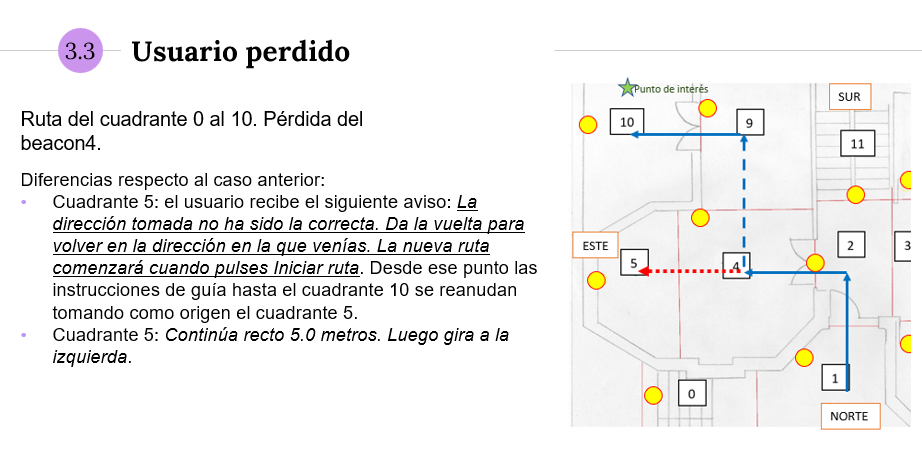 3.3
Usuario perdido
Ruta del cuadrante 0 al 10. Pérdida del
beacon4.
Diferencias respecto al caso anterior:
• Cuadrante 5: el usuario recibe el siguiente aviso: La
dirección tomada no ha sido la correcta. Da la vuelta para
volver en la dirección en la que venías. La nueva ruta
comenzará cuando pulses Iniciar ruta. Desde ese punto las
instrucciones de guía hasta el cuadrante 10 se reanudan
tomando como origen el cuadrante 5.
• Cuadrante 5: Continúa recto 5.0 metros. Luego gira a la
izquierda.
Punto de interés
SUR
10
9
11
ESTE
5
4
2
3
1
0
NORTE